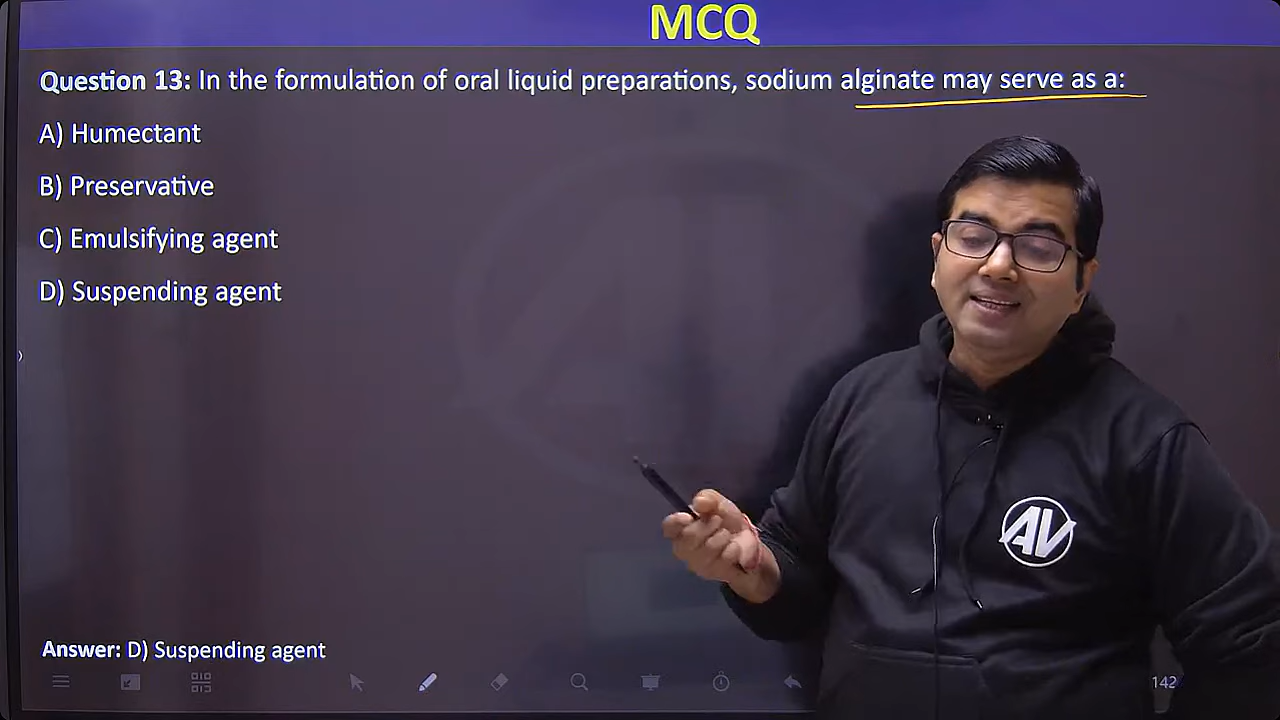 MCQ
Question 13: In the formulation of oral liquid preparations, sodium alginate may serve as a:
A) Humectant
B) Preservative
C) Emulsifying agent
D) Suspending agent
AV
AV
Answer: D) Suspending agent
142